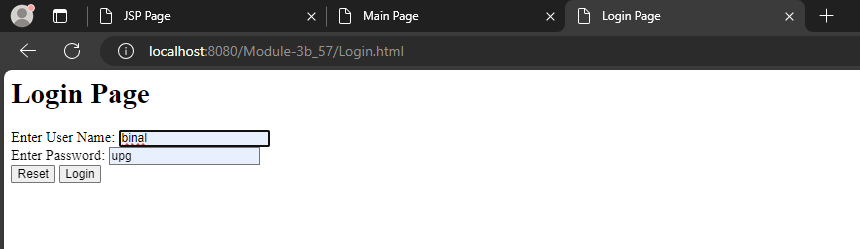 JSP Page
Main Page
Login Page
localhost:8080/Module-3b_57/Login.html
Login Page
Enter User Name: binal
Enter Password: upg
Reset Login